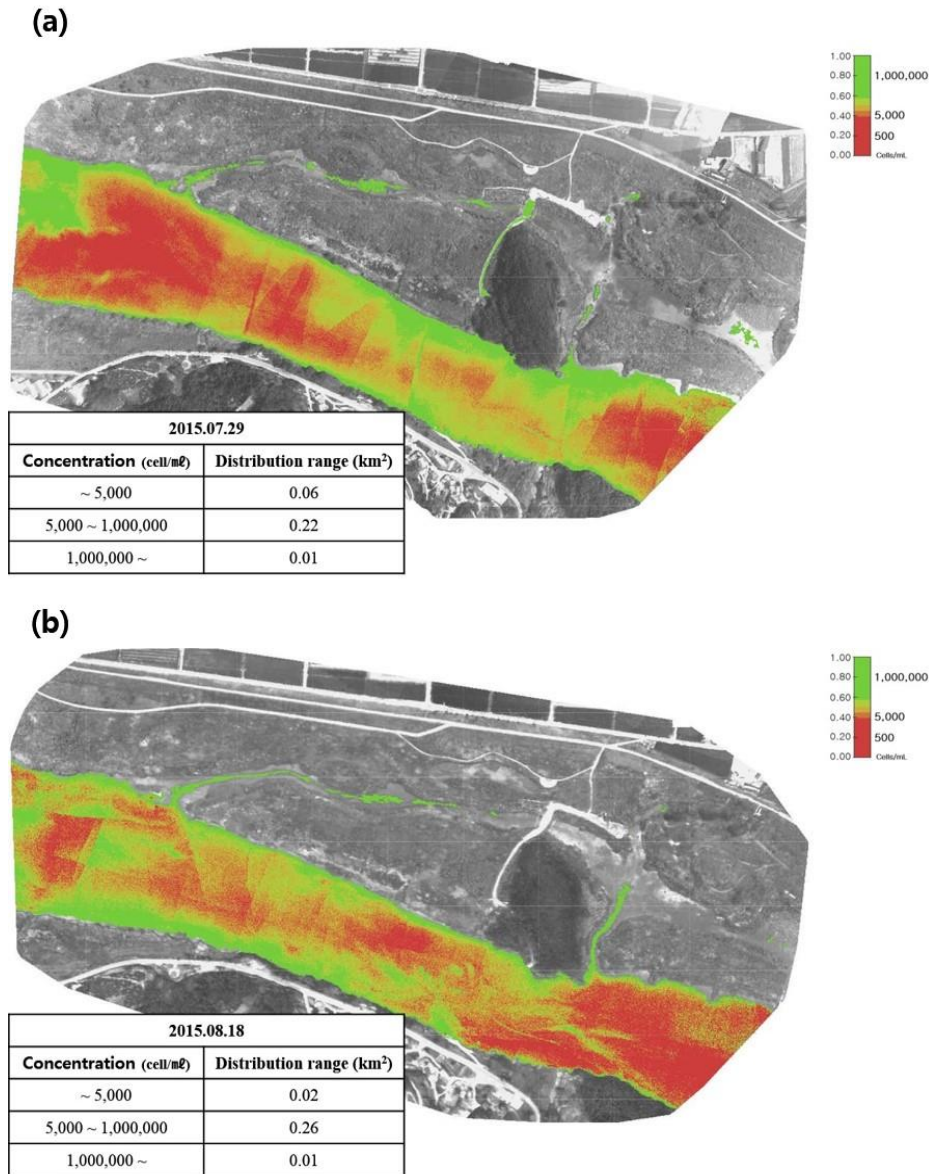 (a)
1.00
0.80
0.60
0.40
0.20
0.00
1,000,000
5,000
500
Cells/mL
2015.07.29
Concentration (cell/㎖) Distribution range (km²)
~ 5,000 0.06
5,000 ~ 1,000,000 0.22
1,000,000 ~ 0.01
(b)
1.00
0.80
0.60
0.40
0.20
0.00
1,000,000
5,000
500
Cells/mL
2015.08.18
Concentration (cell/㎖) Distribution range (km²)
~ 5,000 0.02
5,000 ~ 1,000,000 0.26
1,000,000 ~ 0.01